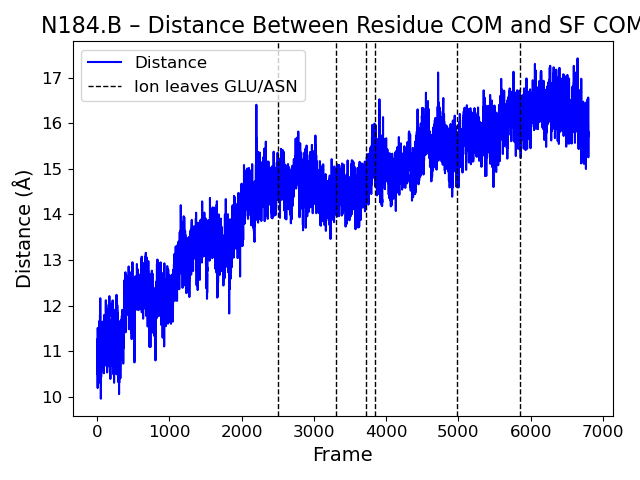 N184.B – Distance Between Residue COM and SF COM
Distance
Ion leaves GLU/ASN
Distance (Å)
17
16
15
14
13
12
11
10
0 1000 2000 3000 4000 5000 6000 7000
Frame